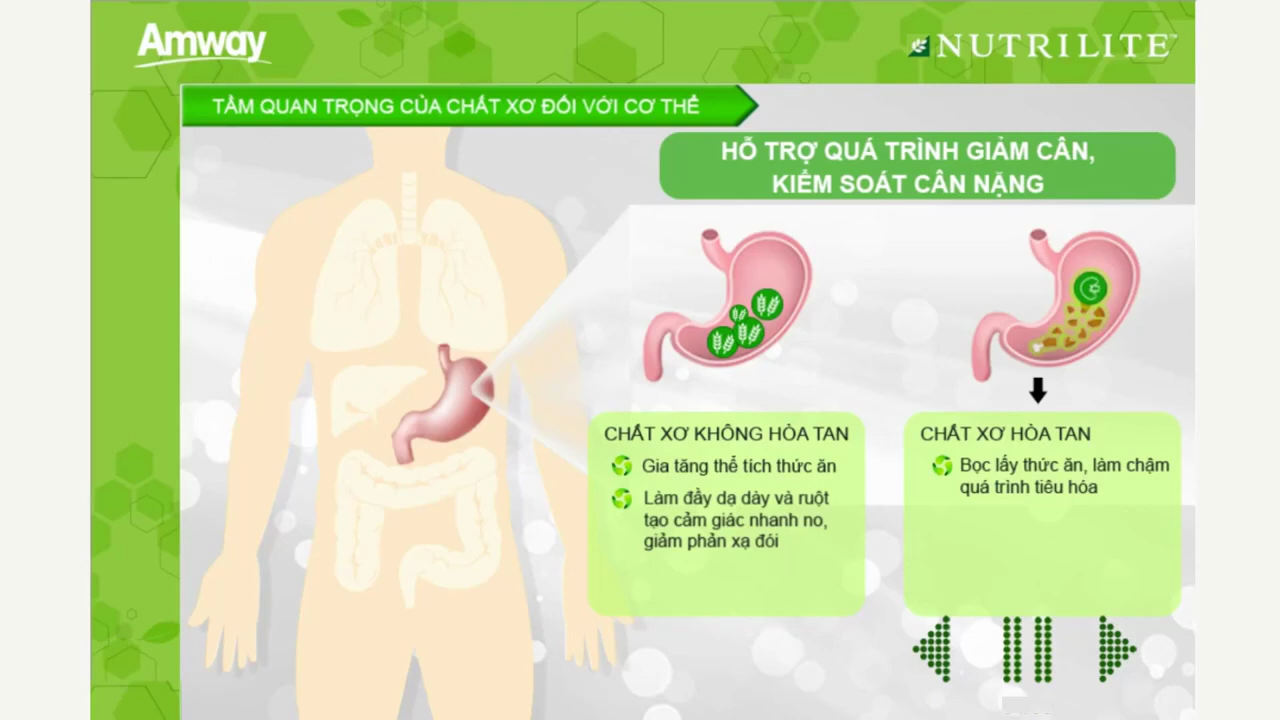 Amway
NUTRILITE
TẦM QUAN TRỌNG CỦA CHẤT XƠ ĐỐI VỚI CƠ THỂ
HỖ TRỢ QUÁ TRÌNH GIẢM CÂN,
KIỂM SOÁT CÂN NẶNG
CHẤT XƠ KHÔNG HÒA TAN
Gia tăng thể tích thức ăn
Làm đầy dạ dày và ruột
tạo cảm giác nhanh no,
giảm phản xạ đói
CHẤT XƠ HÒA TAN
Bọc lấy thức ăn, làm chậm
quá trình tiêu hóa